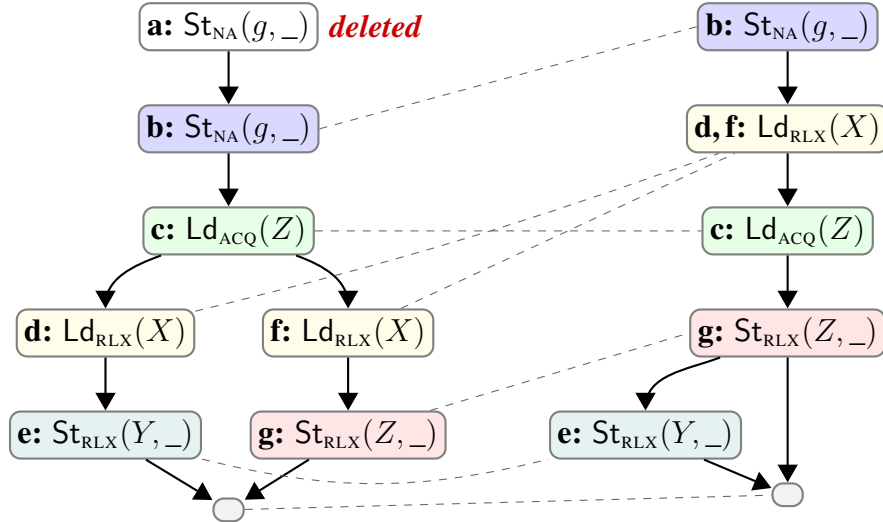 a: St_NA(g, _) deleted b: St_NA(g, _)
b: St_NA(g, _) d, f: Ld_RLX(X)
c: Ld_ACQ(Z) c: Ld_ACQ(Z)
d: Ld_RLX(X) f: Ld_RLX(X) g: St_RLX(Z, _)
e: St_RLX(Y, _) g: St_RLX(Z, _) e: St_RLX(Y, _)